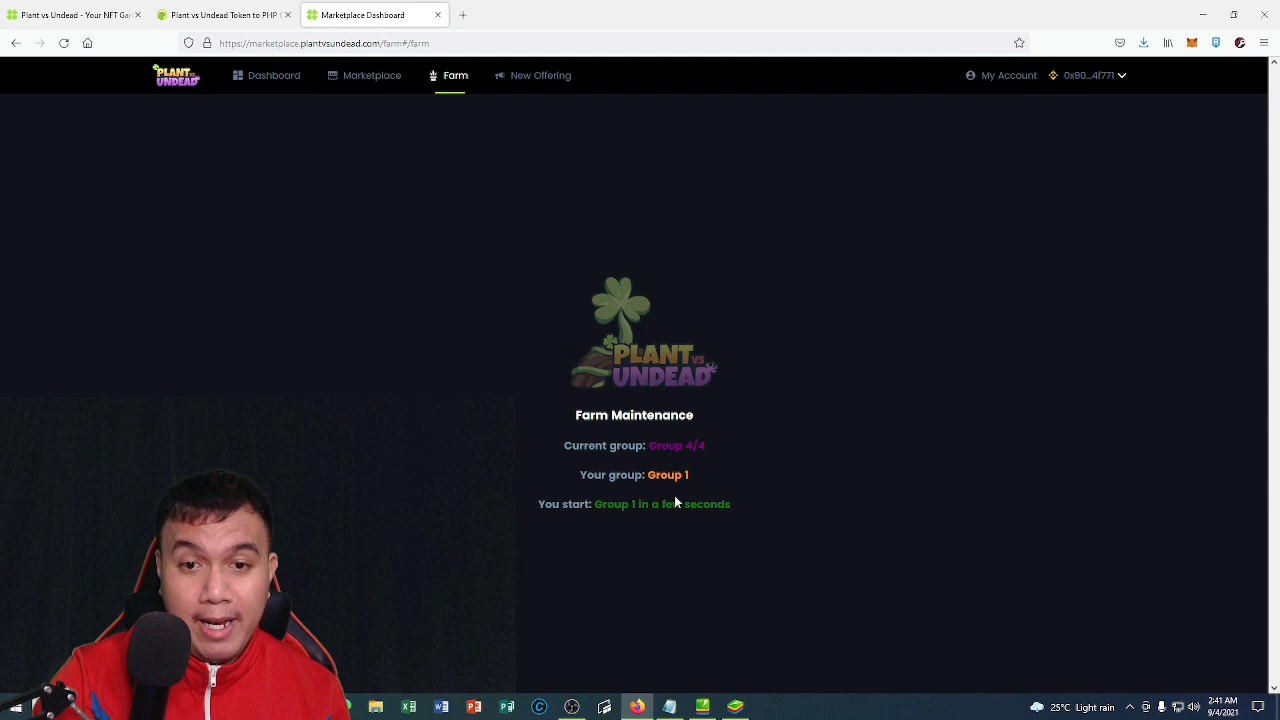 Plant vs Undead - Your NFT Ga
Plant vs Undead Token to PHP C
Marketplace Dashboard
https://marketplace.plantvsundead.com/farm#/farm
PLANT VS UNDEAD
Dashboard
Marketplace
Farm
New Offering
My Account
0x90...4f771
PLANT VS
UNDEAD
Farm Maintenance
Current group: Group 4/4
Your group: Group 1
You start: Group 1 in a few seconds
25°C Light rain
2:41 AM
9/4/2021